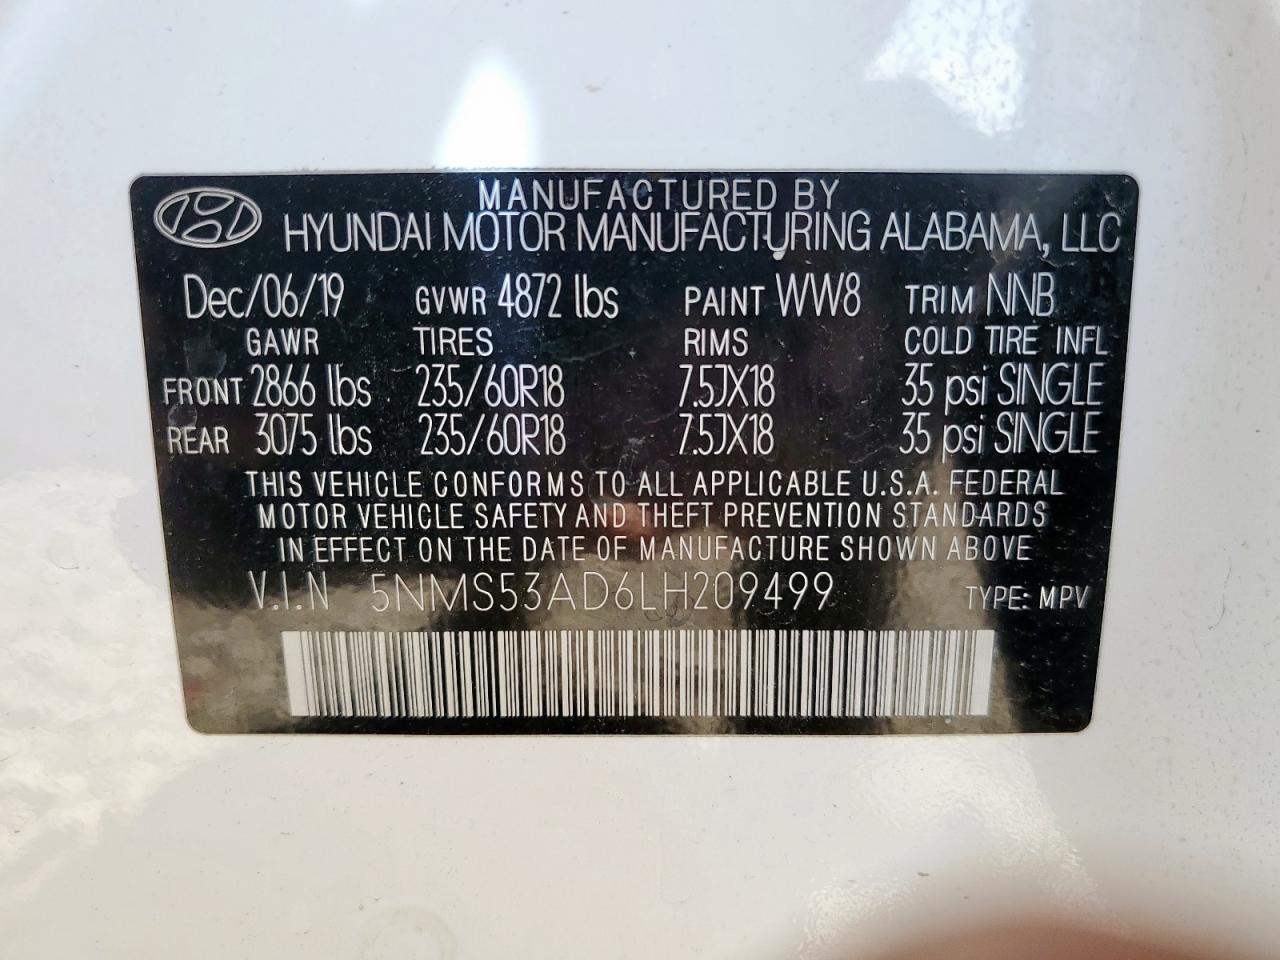 MANUFACTURED BY
HYUNDAI MOTOR MANUFACTURING ALABAMA, LLC
Dec/06/19 GVWR 4872 lbs PAINT WW8 TRIM NNB
GAWR TIRES RIMS COLD TIRE INFL
FRONT 2866 lbs 235/60R18 7.5JX18 35 psi SINGLE
REAR 3075 lbs 235/60R18 7.5JX18 35 psi SINGLE
THIS VEHICLE CONFORMS TO ALL APPLICABLE U.S.A. FEDERAL
MOTOR VEHICLE SAFETY AND THEFT PREVENTION STANDARDS
IN EFFECT ON THE DATE OF MANUFACTURE SHOWN ABOVE
V.I.N 5NMS53AD6LH209499 TYPE: MPV